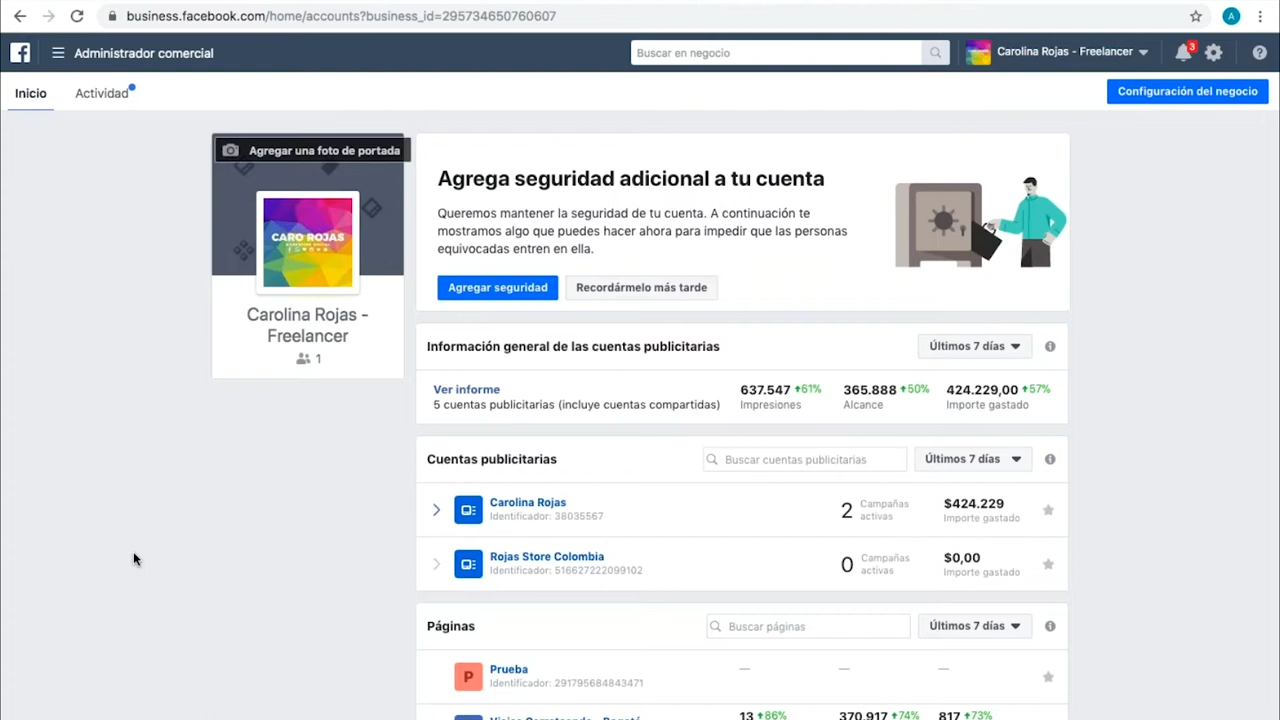 business.facebook.com/home/accounts?business_id=295734650760607
A
Administrador comercial
Buscar en negocio
Carolina Rojas - Freelancer
3
Inicio
Actividad
Configuración del negocio
Agregar una foto de portada
CARO ROJAS
Carolina Rojas -
Freelancer
1
Agrega seguridad adicional a tu cuenta
Queremos mantener la seguridad de tu cuenta. A continuación te
mostramos algo que puedes hacer ahora para impedir que las personas
equivocadas entren en ella.
Agregar seguridad
Recordármelo más tarde
Información general de las cuentas publicitarias
Últimos 7 días
Ver informe
5 cuentas publicitarias (incluye cuentas compartidas)
637.547 61%
Impresiones
365.888 50%
Alcance
424.229,00 57%
Importe gastado
Cuentas publicitarias
Buscar cuentas publicitarias
Últimos 7 días
Carolina Rojas
Identificador: 38035567
2
Campañas
activas
$424.229
Importe gastado
Rojas Store Colombia
Identificador: 516627222099102
0
Campañas
activas
$0,00
Importe gastado
Páginas
Buscar páginas
Últimos 7 días
P
Prueba
Identificador: 291795684843471
— — —
13 86%
370.917 74%
817 73%